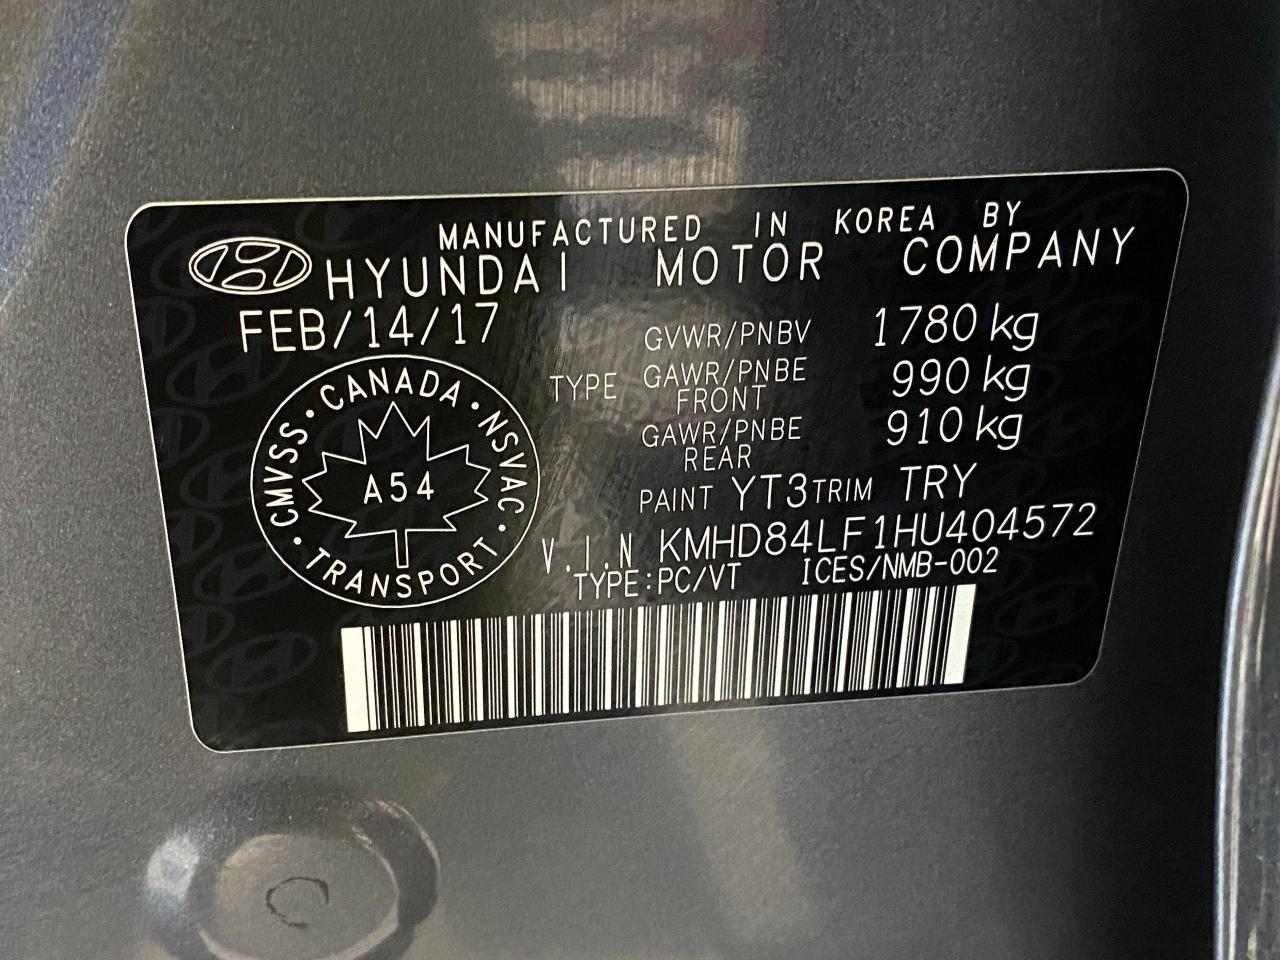 MANUFACTURED IN KOREA BY
HYUNDAI MOTOR COMPANY
FEB/14/17
GVWR/PNBV 1780 kg
TYPE GAWR/PNBE FRONT 990 kg
GAWR/PNBE REAR 910 kg
PAINT YT3 TRIM TRY
V.I.N KMHD84LF1HU404572
TYPE:PC/VT ICES/NMB-002
CANADA • NSVAC • TRANSPORT • CMVSS •
A54